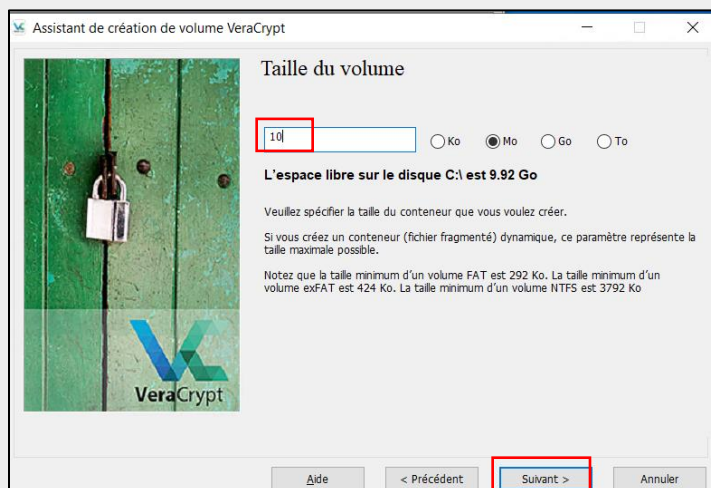 Assistant de création de volume VeraCrypt
Taille du volume
10
Ko Mo Go To
L'espace libre sur le disque C:\ est 9.92 Go
Veuillez spécifier la taille du conteneur que vous voulez créer.
Si vous créez un conteneur (fichier fragmenté) dynamique, ce paramètre représente la
taille maximale possible.
Notez que la taille minimum d'un volume FAT est 292 Ko. La taille minimum d'un
volume exFAT est 424 Ko. La taille minimum d'un volume NTFS est 3792 Ko
VeraCrypt
Aide < Précédent Suivant > Annuler